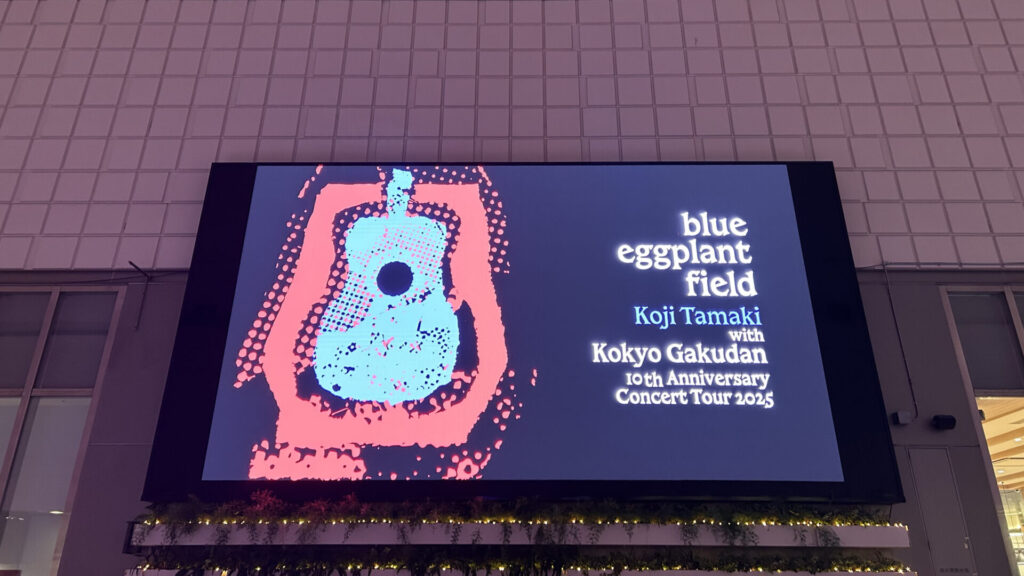 blue
eggplant
field
Koji Tamaki
with
Kokyo Gakudan
10th Anniversary
Concert Tour 2025